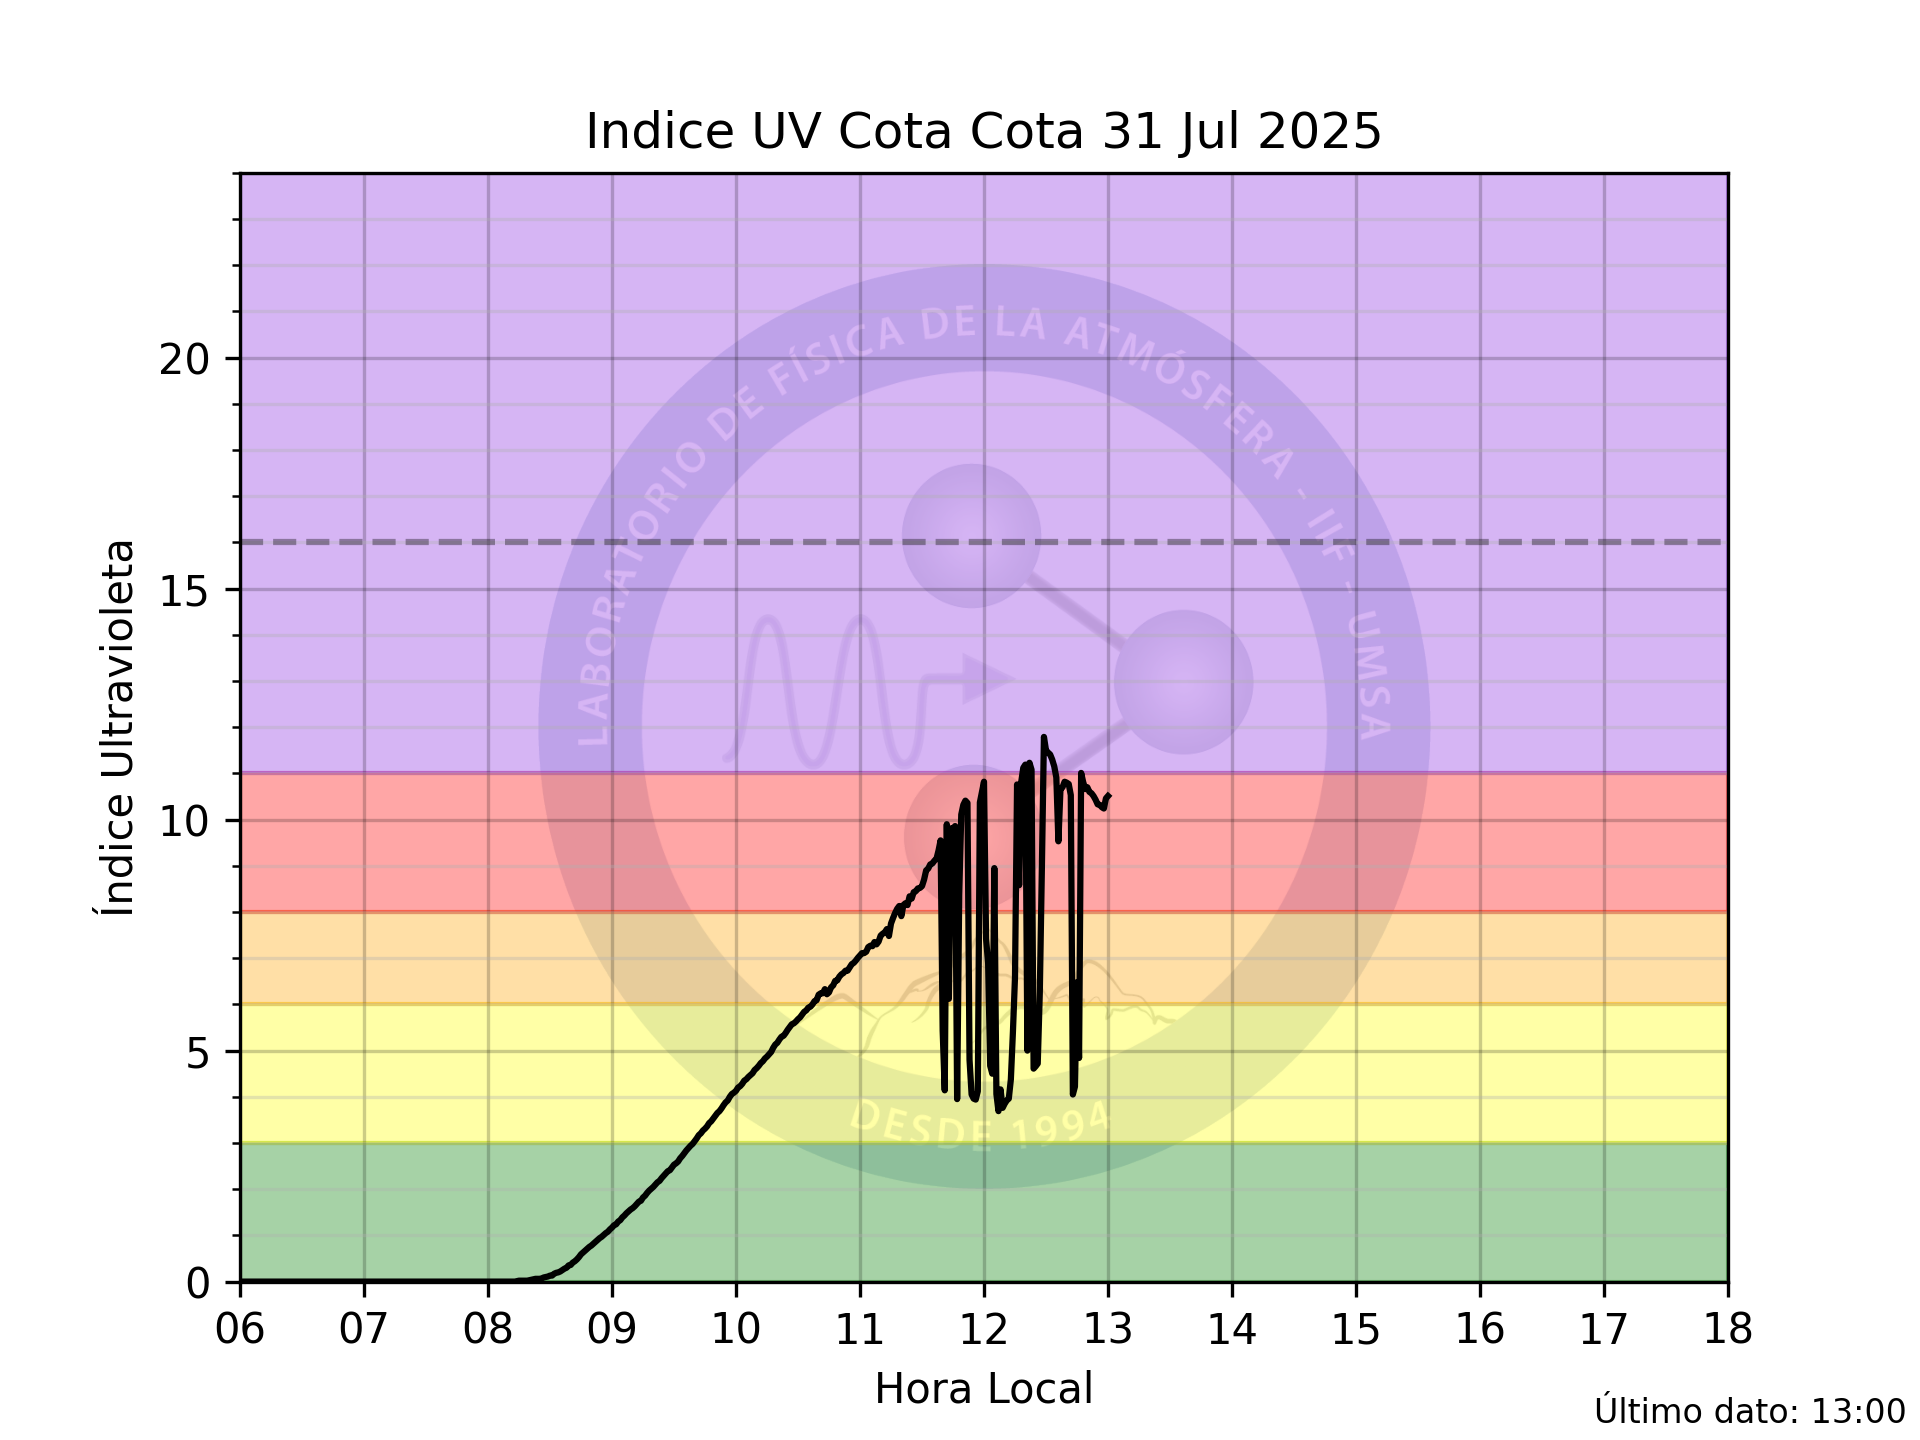 Indice UV Cota Cota 31 Jul 2025
LABORATORIO DE FÍSICA DE LA ATMÓSFERA - IIF - UMSA
DESDE 1994
Índice Ultravioleta
20
15
10
5
0
06 07 08 09 10 11 12 13 14 15 16 17 18
Hora Local
Último dato: 13:00